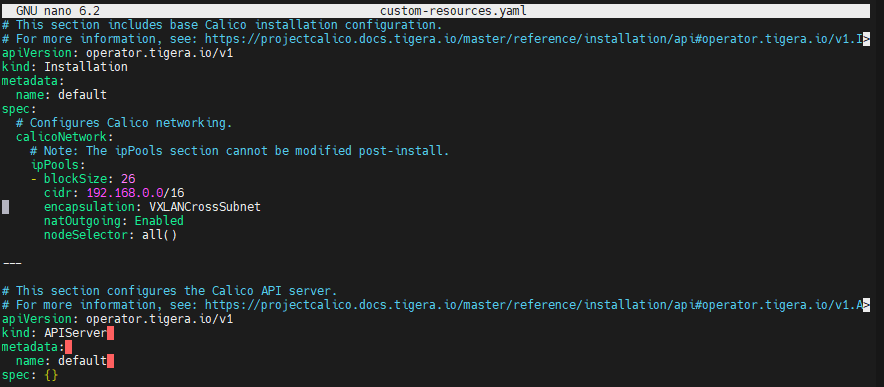 GNU nano 6.2 custom-resources.yaml
# This section includes base Calico installation configuration.
# For more information, see: https://projectcalico.docs.tigera.io/master/reference/installation/api#operator.tigera.io/v1.I>
apiVersion: operator.tigera.io/v1
kind: Installation
metadata:
  name: default
spec:
  # Configures Calico networking.
  calicoNetwork:
    # Note: The ipPools section cannot be modified post-install.
    ipPools:
    - blockSize: 26
      cidr: 192.168.0.0/16
      encapsulation: VXLANCrossSubnet
      natOutgoing: Enabled
      nodeSelector: all()
---
# This section configures the Calico API server.
# For more information, see: https://projectcalico.docs.tigera.io/master/reference/installation/api#operator.tigera.io/v1.A>
apiVersion: operator.tigera.io/v1
kind: APIServer
metadata:
  name: default
spec: {}